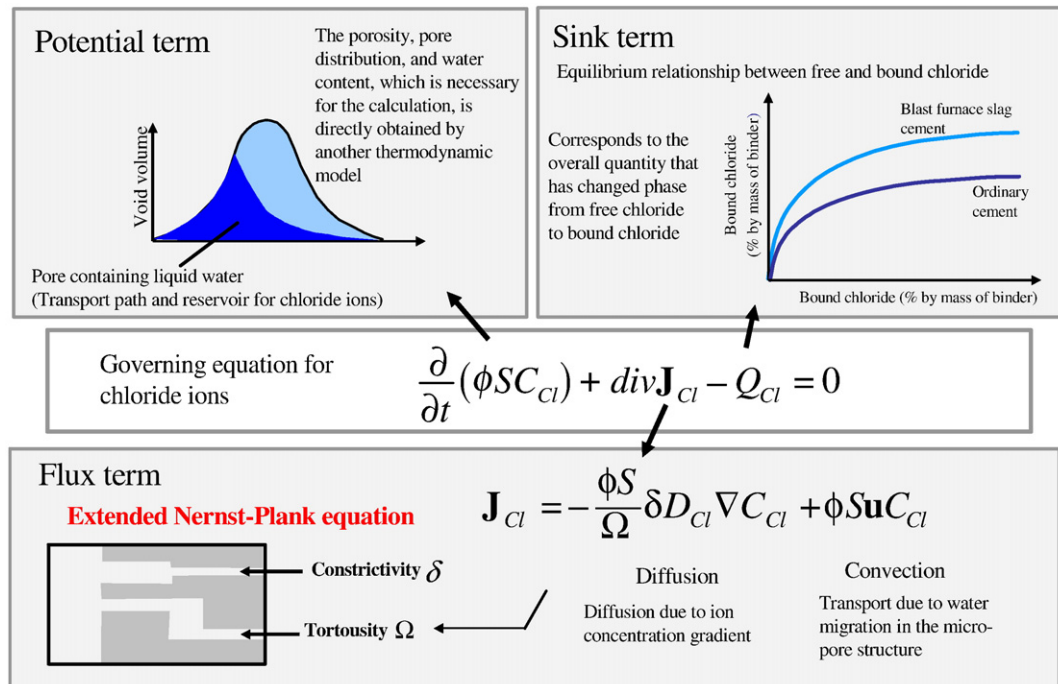 Potential term
The porosity, pore
distribution, and water
content, which is necessary
for the calculation, is
directly obtained by
another thermodynamic
model
Void volume
Pore containing liquid water
(Transport path and reservoir for chloride ions)
Sink term
Equilibrium relationship between free and bound chloride
Corresponds to the
overall quantity that
has changed phase
from free chloride
to bound chloride
Bound chloride
(% by mass of binder)
Blast furnace slag
cement
Ordinary
cement
Bound chloride (% by mass of binder)
Governing equation for
chloride ions
∂/∂t (ϕSC_Cl) + div𝐉_Cl − Q_Cl = 0
Flux term
Extended Nernst-Plank equation
𝐉_Cl = −ϕS/Ω δD_Cl ∇C_Cl + ϕS𝐮C_Cl
Constrictivity δ
Tortousity Ω
Diffusion
Diffusion due to ion
concentration gradient
Convection
Transport due to water
migration in the micro-
pore structure